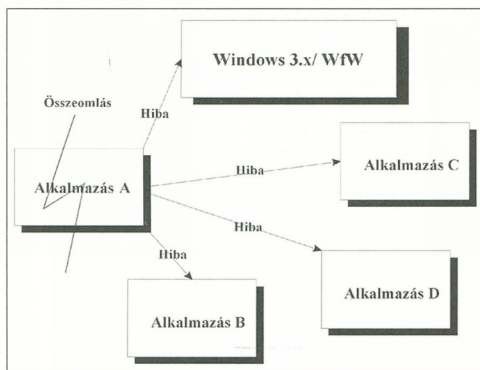 Windows 3.x/ WfW
Összeomlás
Hiba
Alkalmazás A
Hiba
Alkalmazás C
Hiba
Hiba
Alkalmazás D
Alkalmazás B